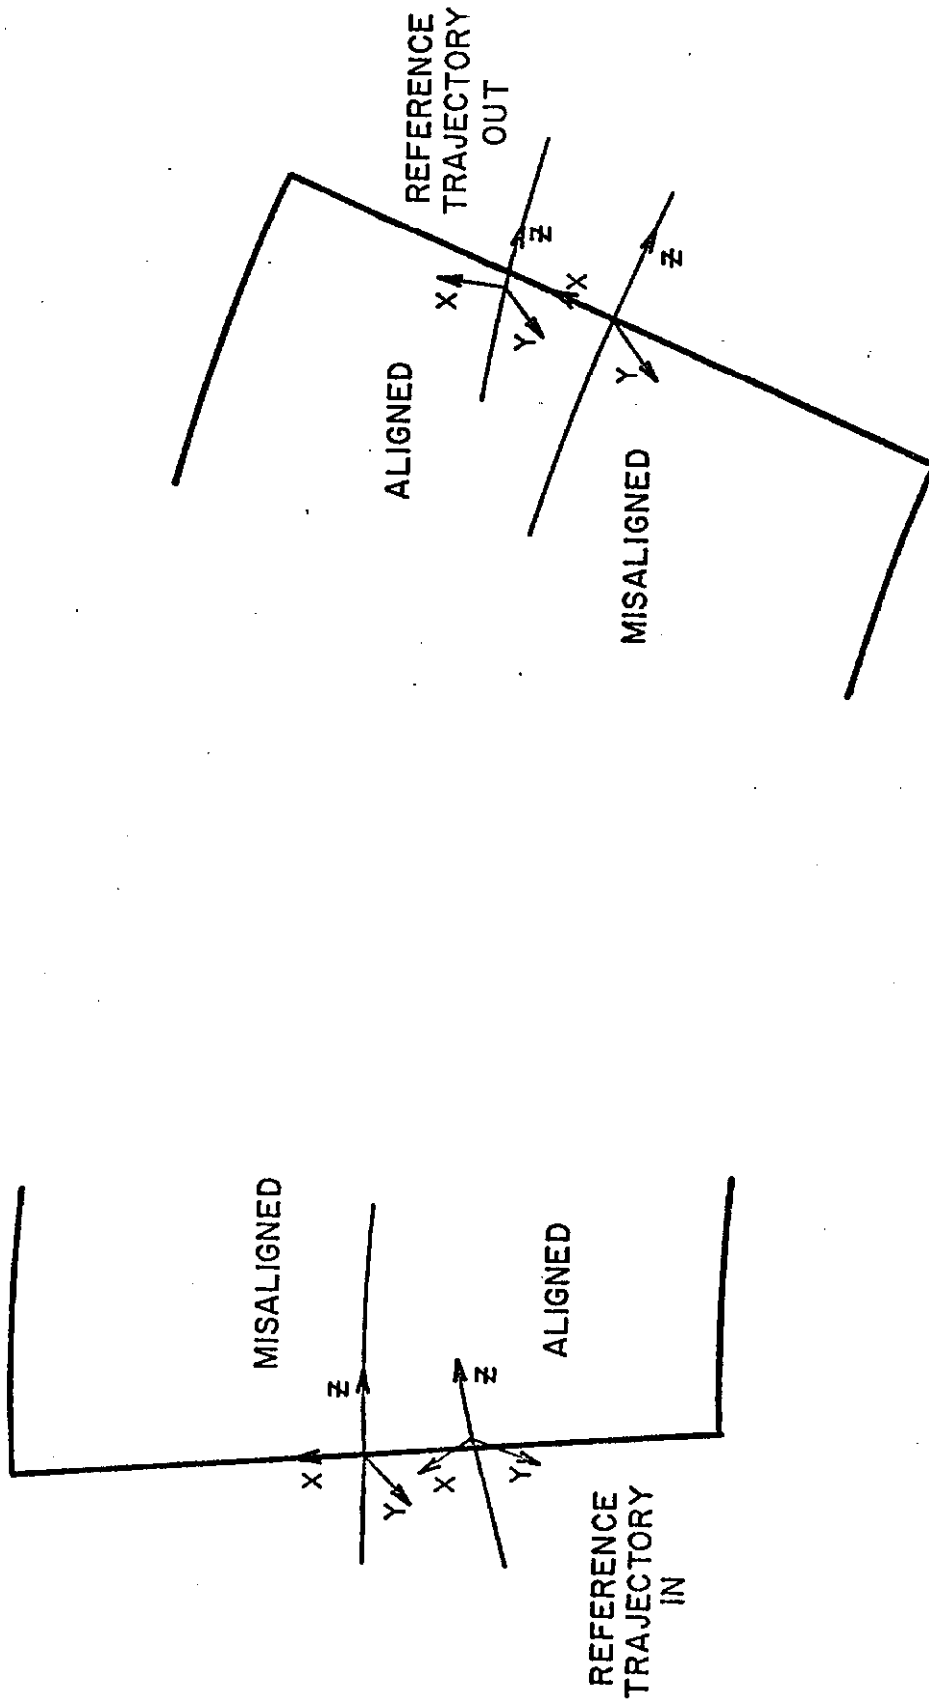 REFERENCE
TRAJECTORY
OUT
X
Z
Y
ALIGNED
X
Z
Y
MISALIGNED
MISALIGNED
X
Z
Y
ALIGNED
X
Z
Y
REFERENCE
TRAJECTORY
IN